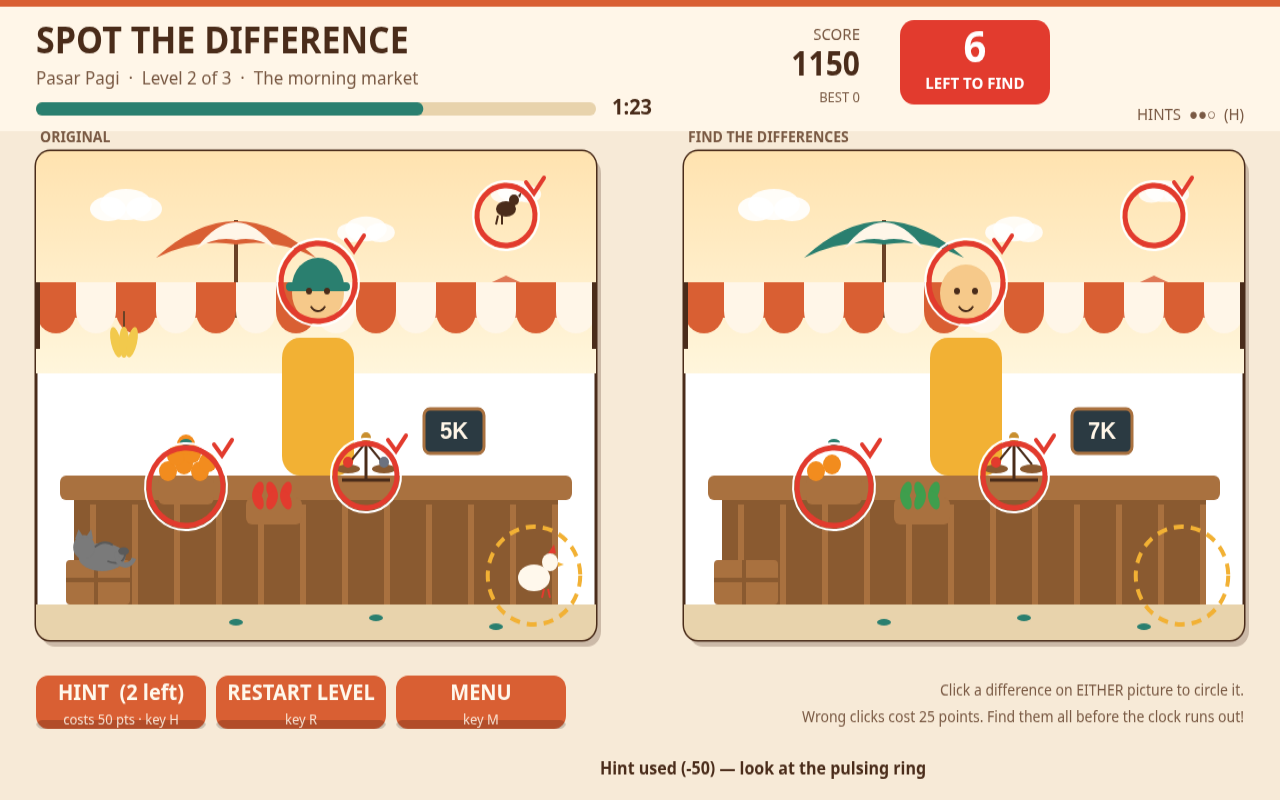 SPOT THE DIFFERENCE
Pasar Pagi · Level 2 of 3 · The morning market
1:23
SCORE
1150
BEST 0
6
LEFT TO FIND
HINTS ●●○ (H)
ORIGINAL
FIND THE DIFFERENCES
5K
7K
HINT (2 left)
costs 50 pts · key H
RESTART LEVEL
key R
MENU
key M
Click a difference on EITHER picture to circle it.
Wrong clicks cost 25 points. Find them all before the clock runs out!
Hint used (-50) — look at the pulsing ring